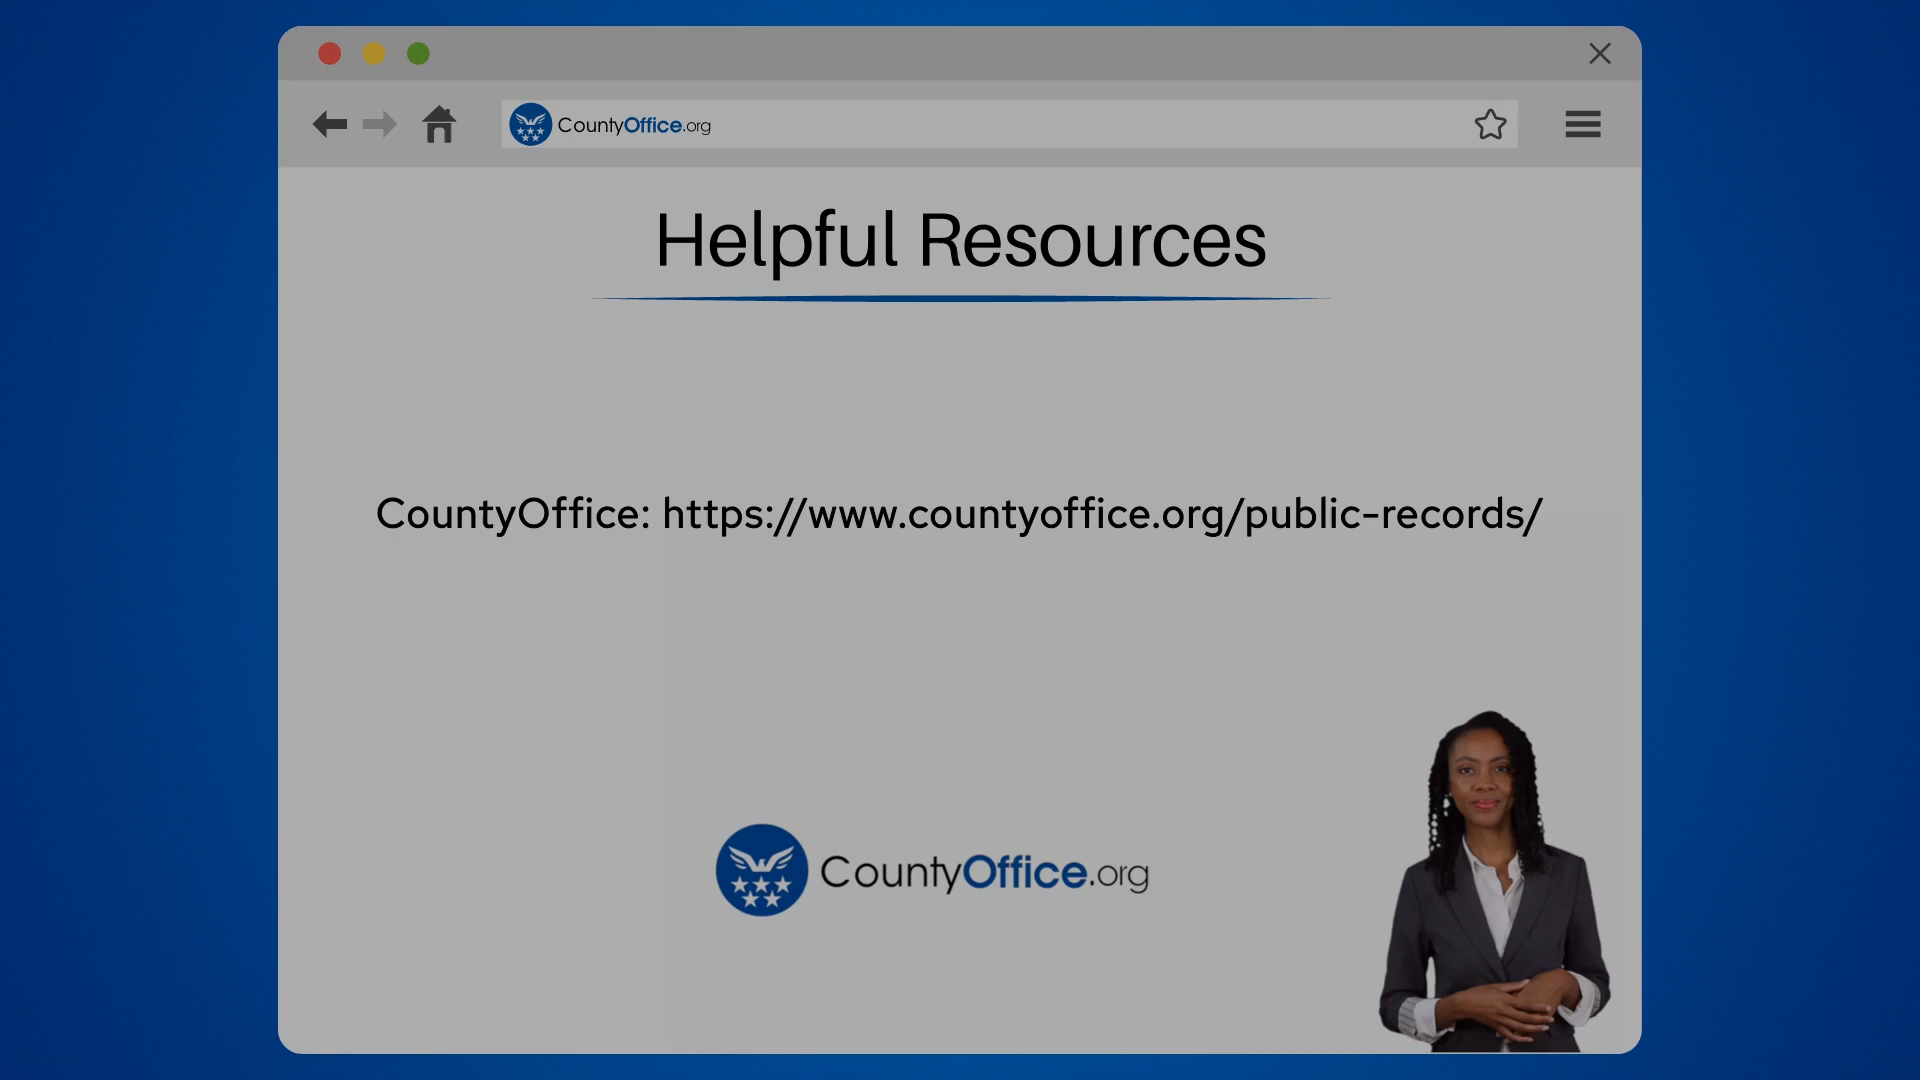 CountyOffice.org
Helpful Resources
CountyOffice: https://www.countyoffice.org/public-records/
CountyOffice.org